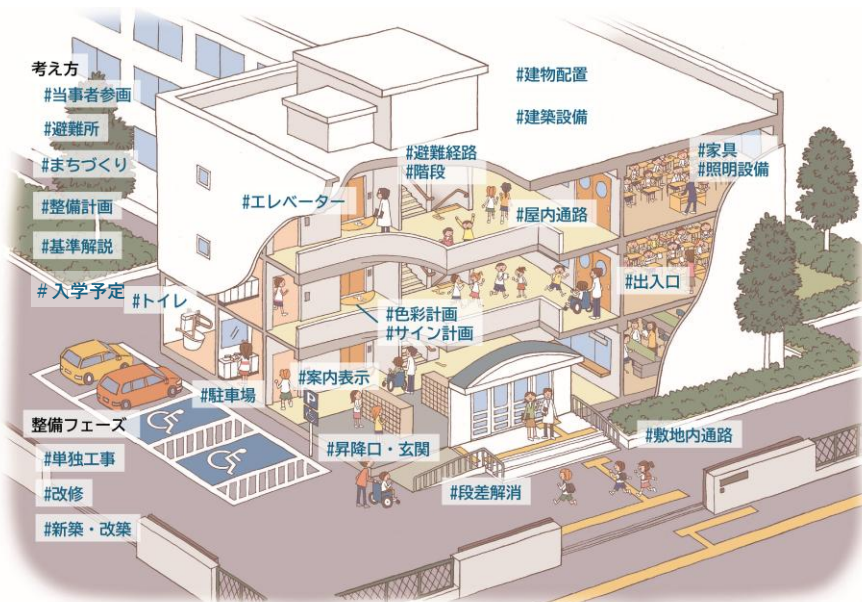 考え方
#当事者参画
#避難所
#まちづくり
#整備計画
#基準解説
#入学予定
#トイレ
#エレベーター
#避難経路
#階段
#建物配置
#建築設備
#家具
#照明設備
#屋内通路
#出入口
#色彩計画
#サイン計画
#案内表示
#駐車場
P
#昇降口・玄関
#段差解消
#敷地内通路
整備フェーズ
#単独工事
#改修
#新築・改築